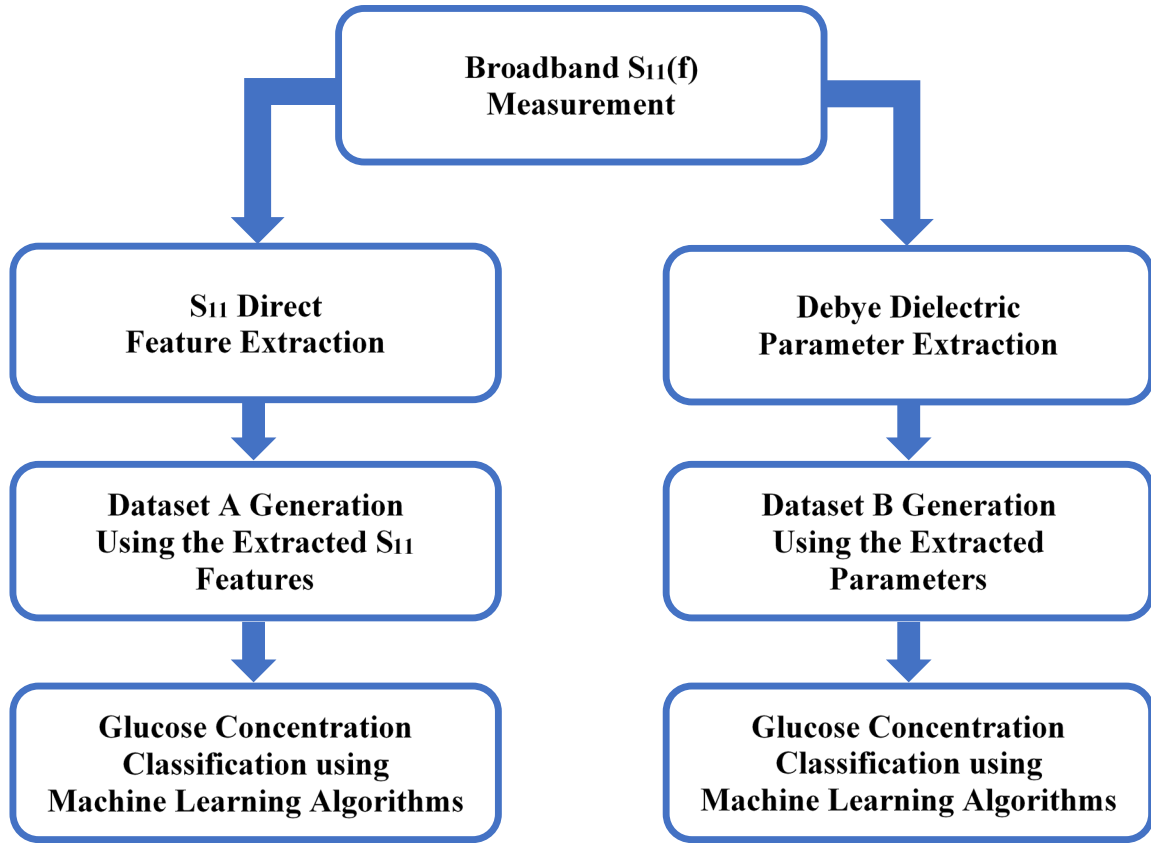 Broadband S₁₁(f)
Measurement
S₁₁ Direct
Feature Extraction
Debye Dielectric
Parameter Extraction
Dataset A Generation
Using the Extracted S₁₁
Features
Dataset B Generation
Using the Extracted
Parameters
Glucose Concentration
Classification using
Machine Learning Algorithms
Glucose Concentration
Classification using
Machine Learning Algorithms